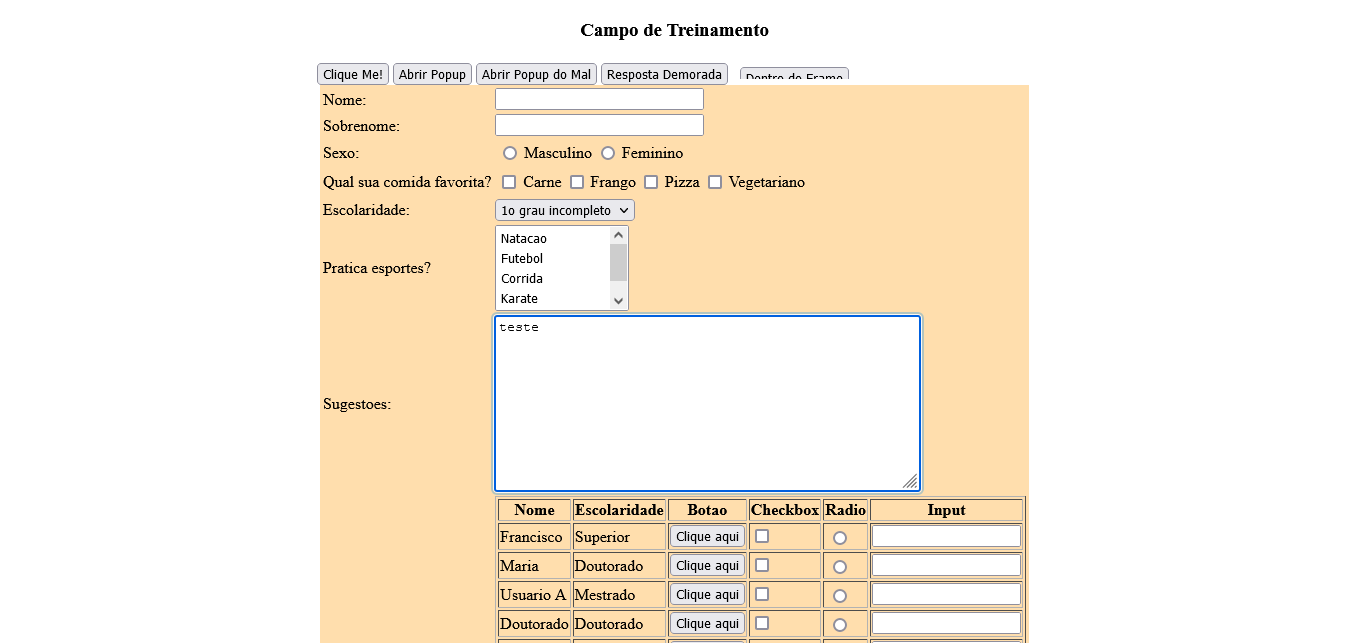 Campo de Treinamento
Clique Me! Abrir Popup Abrir Popup do Mal Resposta Demorada Dentro do Frame
Nome:
Sobrenome:
Sexo: Masculino Feminino
Qual sua comida favorita? Carne Frango Pizza Vegetariano
Escolaridade: 1o grau incompleto
Natacao
Futebol
Pratica esportes?
Corrida
Karate
teste
Sugestoes:
Nome Escolaridade Botao Checkbox Radio Input
Francisco Superior Clique aqui
Maria Doutorado Clique aqui
Usuario A Mestrado Clique aqui
Doutorado Doutorado Clique aqui